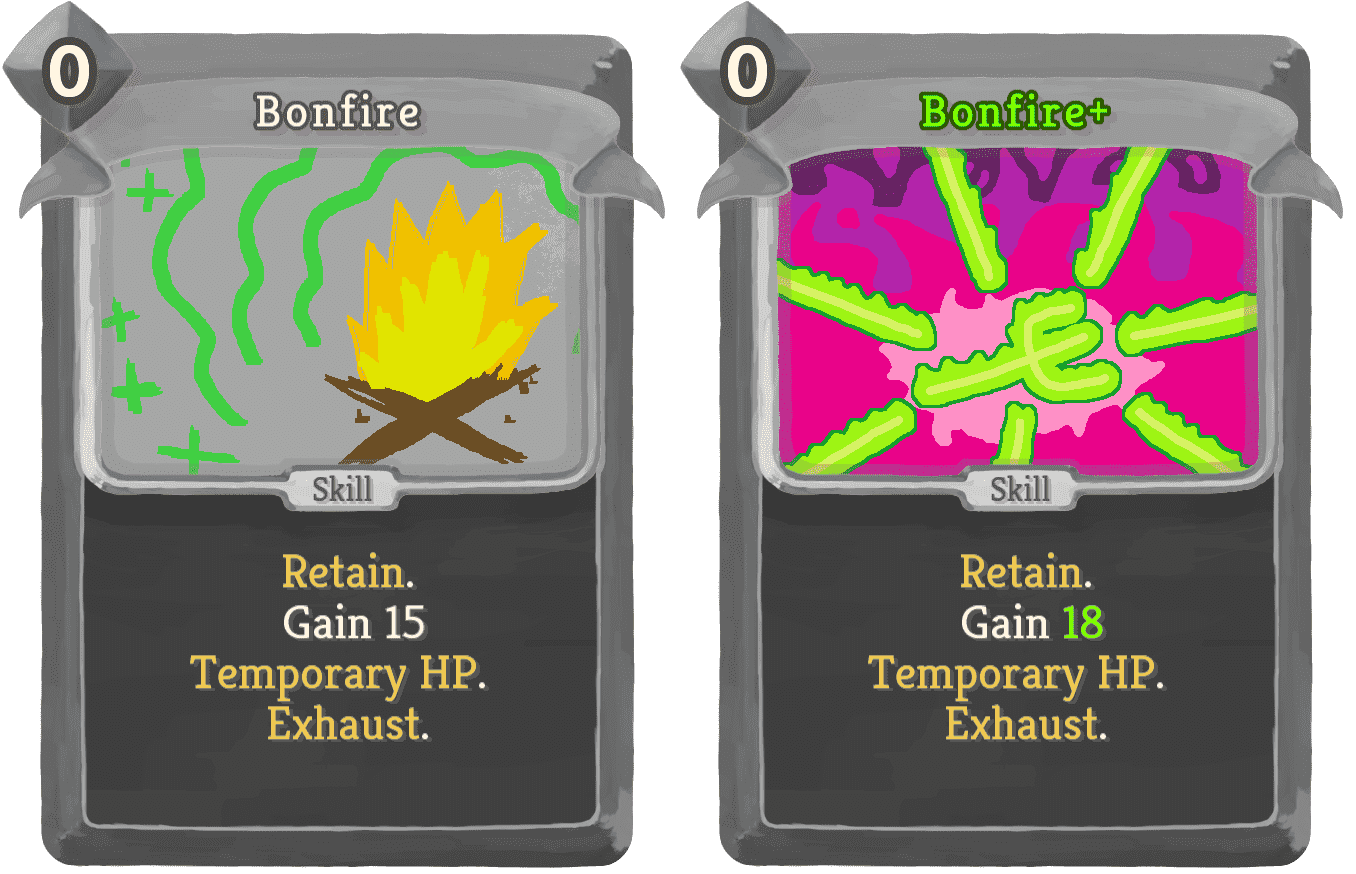 0
Bonfire
Skill
Retain.
Gain 15
Temporary HP.
Exhaust.
0
Bonfire+
Skill
Retain.
Gain 18
Temporary HP.
Exhaust.